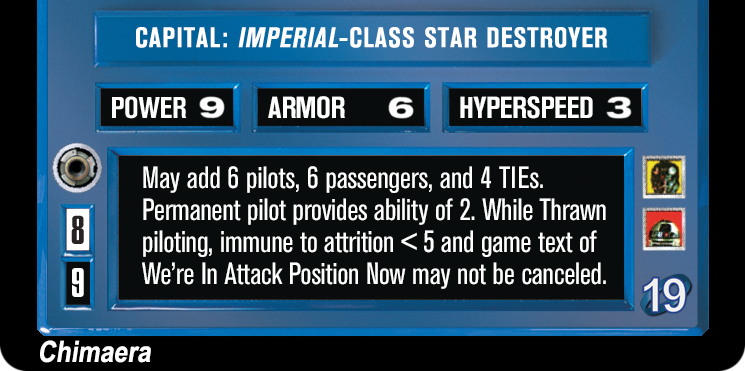 CAPITAL: IMPERIAL-CLASS STAR DESTROYER
POWER 9 ARMOR 6 HYPERSPEED 3
May add 6 pilots, 6 passengers, and 4 TIEs.
Permanent pilot provides ability of 2. While Thrawn
piloting, immune to attrition < 5 and game text of
We're In Attack Position Now may not be canceled.
8
9
19
Chimaera